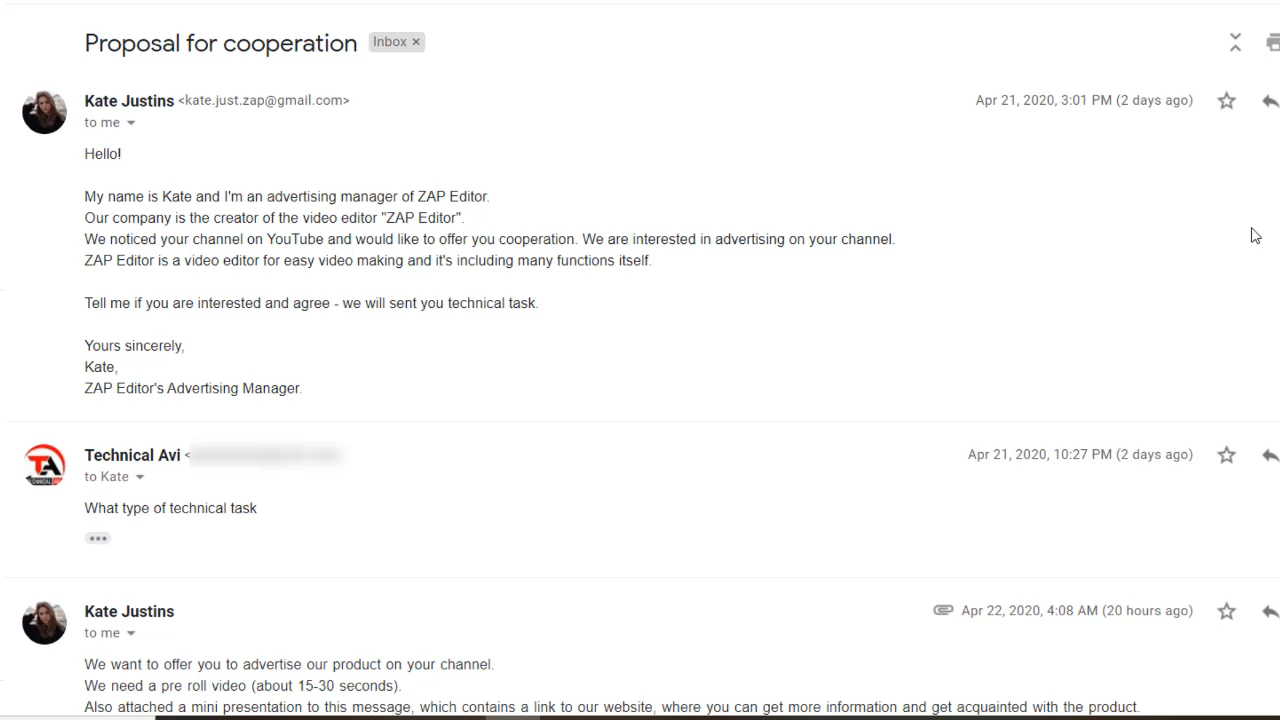 Proposal for cooperation Inbox ×
Kate Justins <kate.just.zap@gmail.com> Apr 21, 2020, 3:01 PM (2 days ago)
to me
Hello!
My name is Kate and I'm an advertising manager of ZAP Editor.
Our company is the creator of the video editor "ZAP Editor".
We noticed your channel on YouTube and would like to offer you cooperation. We are interested in advertising on your channel.
ZAP Editor is a video editor for easy video making and it's including many functions itself.
Tell me if you are interested and agree - we will sent you technical task.
Yours sincerely,
Kate,
ZAP Editor's Advertising Manager.
Technical Avi < Apr 21, 2020, 10:27 PM (2 days ago)
TA
to Kate
What type of technical task
Kate Justins Apr 22, 2020, 4:08 AM (20 hours ago)
to me
We want to offer you to advertise our product on your channel.
We need a pre roll video (about 15-30 seconds).
Also attached a mini presentation to this message, which contains a link to our website, where you can get more information and get acquainted with the product.